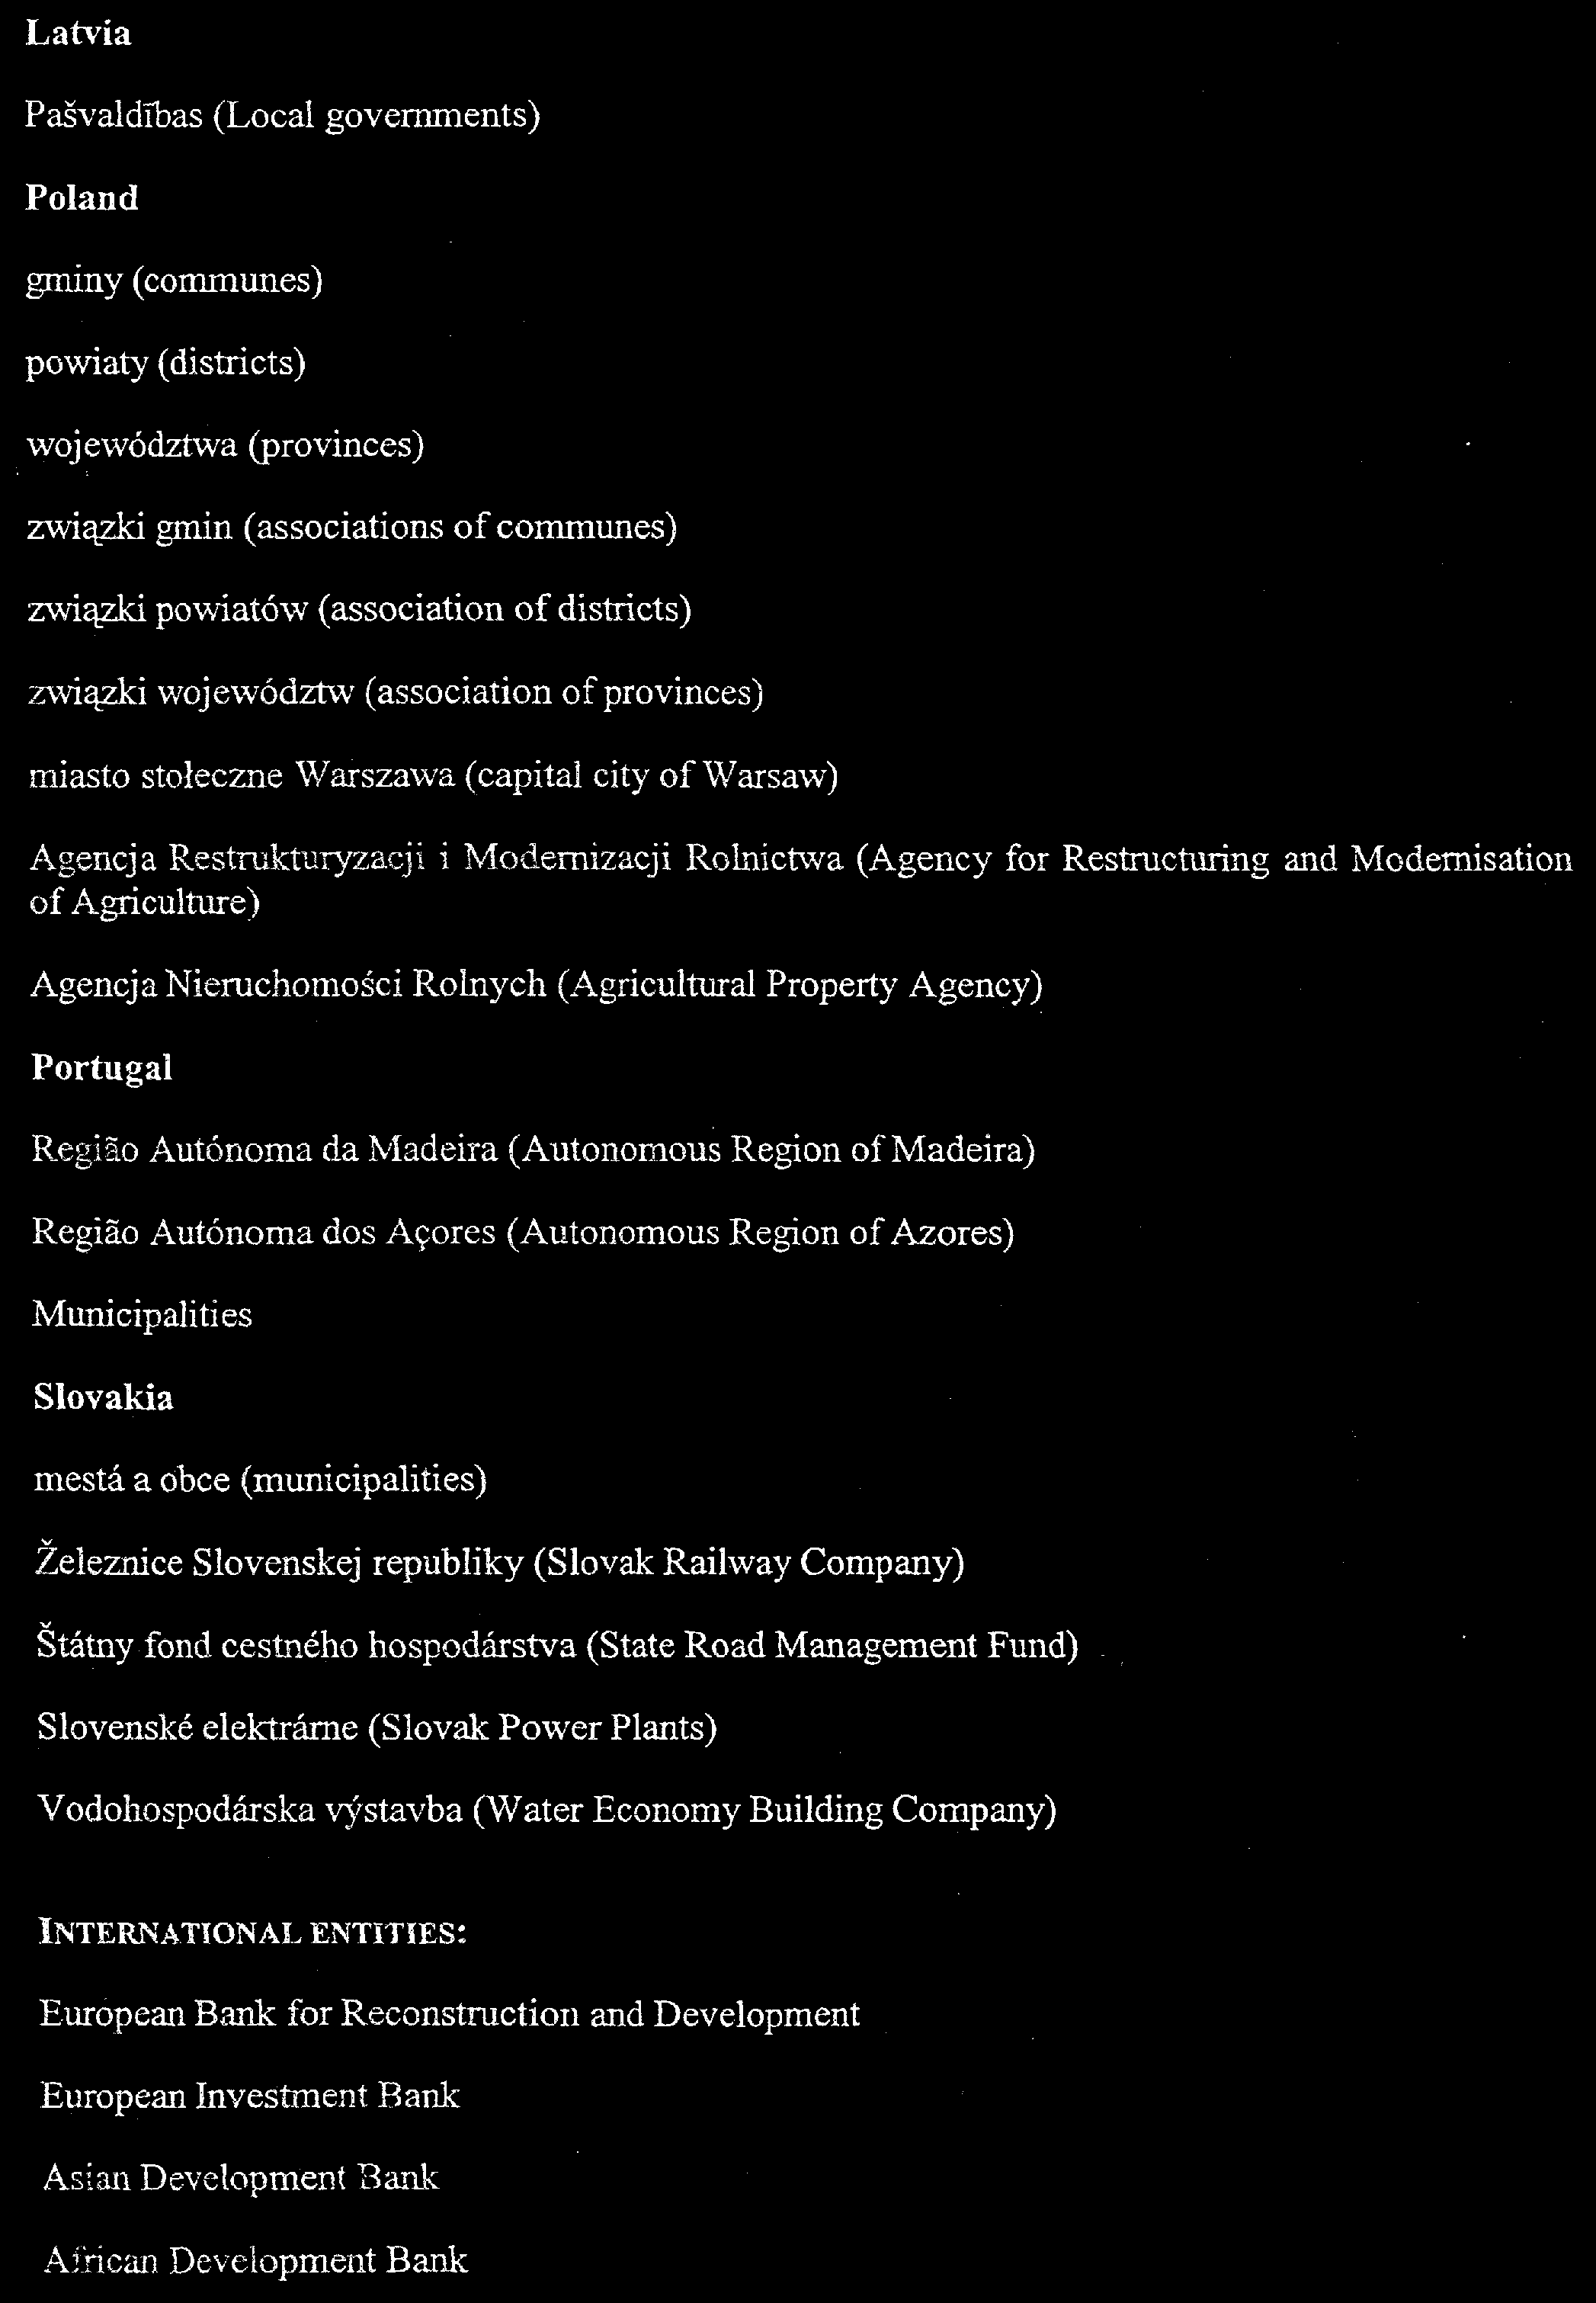 Latvia
Pašvaldības (Local governments)
Poland
gminy (communes)
powiaty (districts)
województwa (provinces)
związki gmin (associations of communes)
związki powiatów (association of districts)
związki województw (association of provinces)
miasto stołeczne Warszawa (capital city of Warsaw)
Agencja Restrukturyzacji i Modernizacji Rolnictwa (Agency for Restructuring and Modernisation
of Agriculture)
Agencja Nieruchomości Rolnych (Agricultural Property Agency)
Portugal
Região Autónoma da Madeira (Autonomous Region of Madeira)
Região Autónoma dos Açores (Autonomous Region of Azores)
Municipalities
Slovakia
mestá a obce (municipalities)
Železnice Slovenskej republiky (Slovak Railway Company)
Štátny fond cestného hospodárstva (State Road Management Fund)
Slovenské elektrárne (Slovak Power Plants)
Vodohospodárska výstavba (Water Economy Building Company)
INTERNATIONAL ENTITIES:
European Bank for Reconstruction and Development
European Investment Bank
Asian Development Bank
African Development Bank